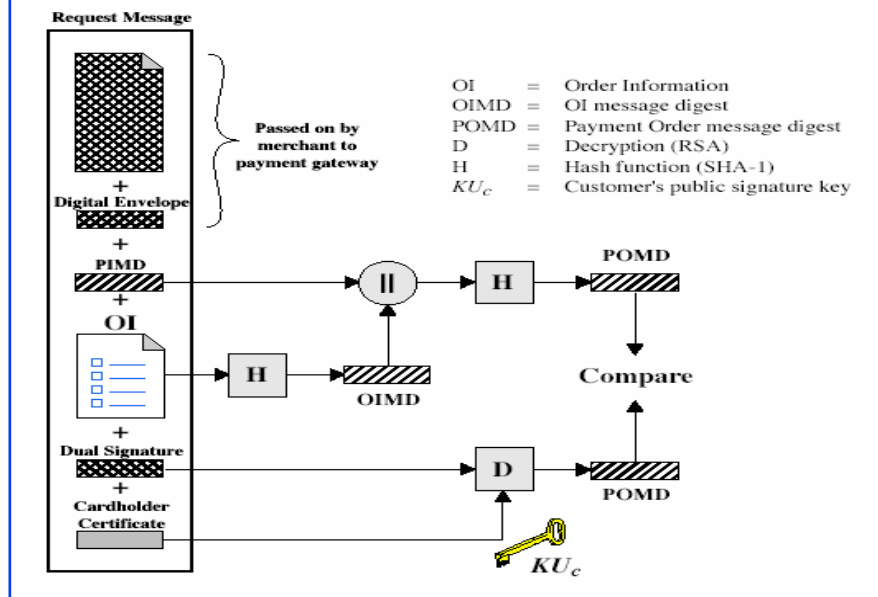 Request Message
OI = Order Information
OIMD = OI message digest
POMD = Payment Order message digest
D = Decryption (RSA)
H = Hash function (SHA-1)
KUc = Customer's public signature key
Passed on by
merchant to
payment gateway
+
Digital Envelope
+
PIMD
+
OI
||
H
POMD
H
OIMD
Compare
+
Dual Signature
+
Cardholder
Certificate
D
POMD
KUc